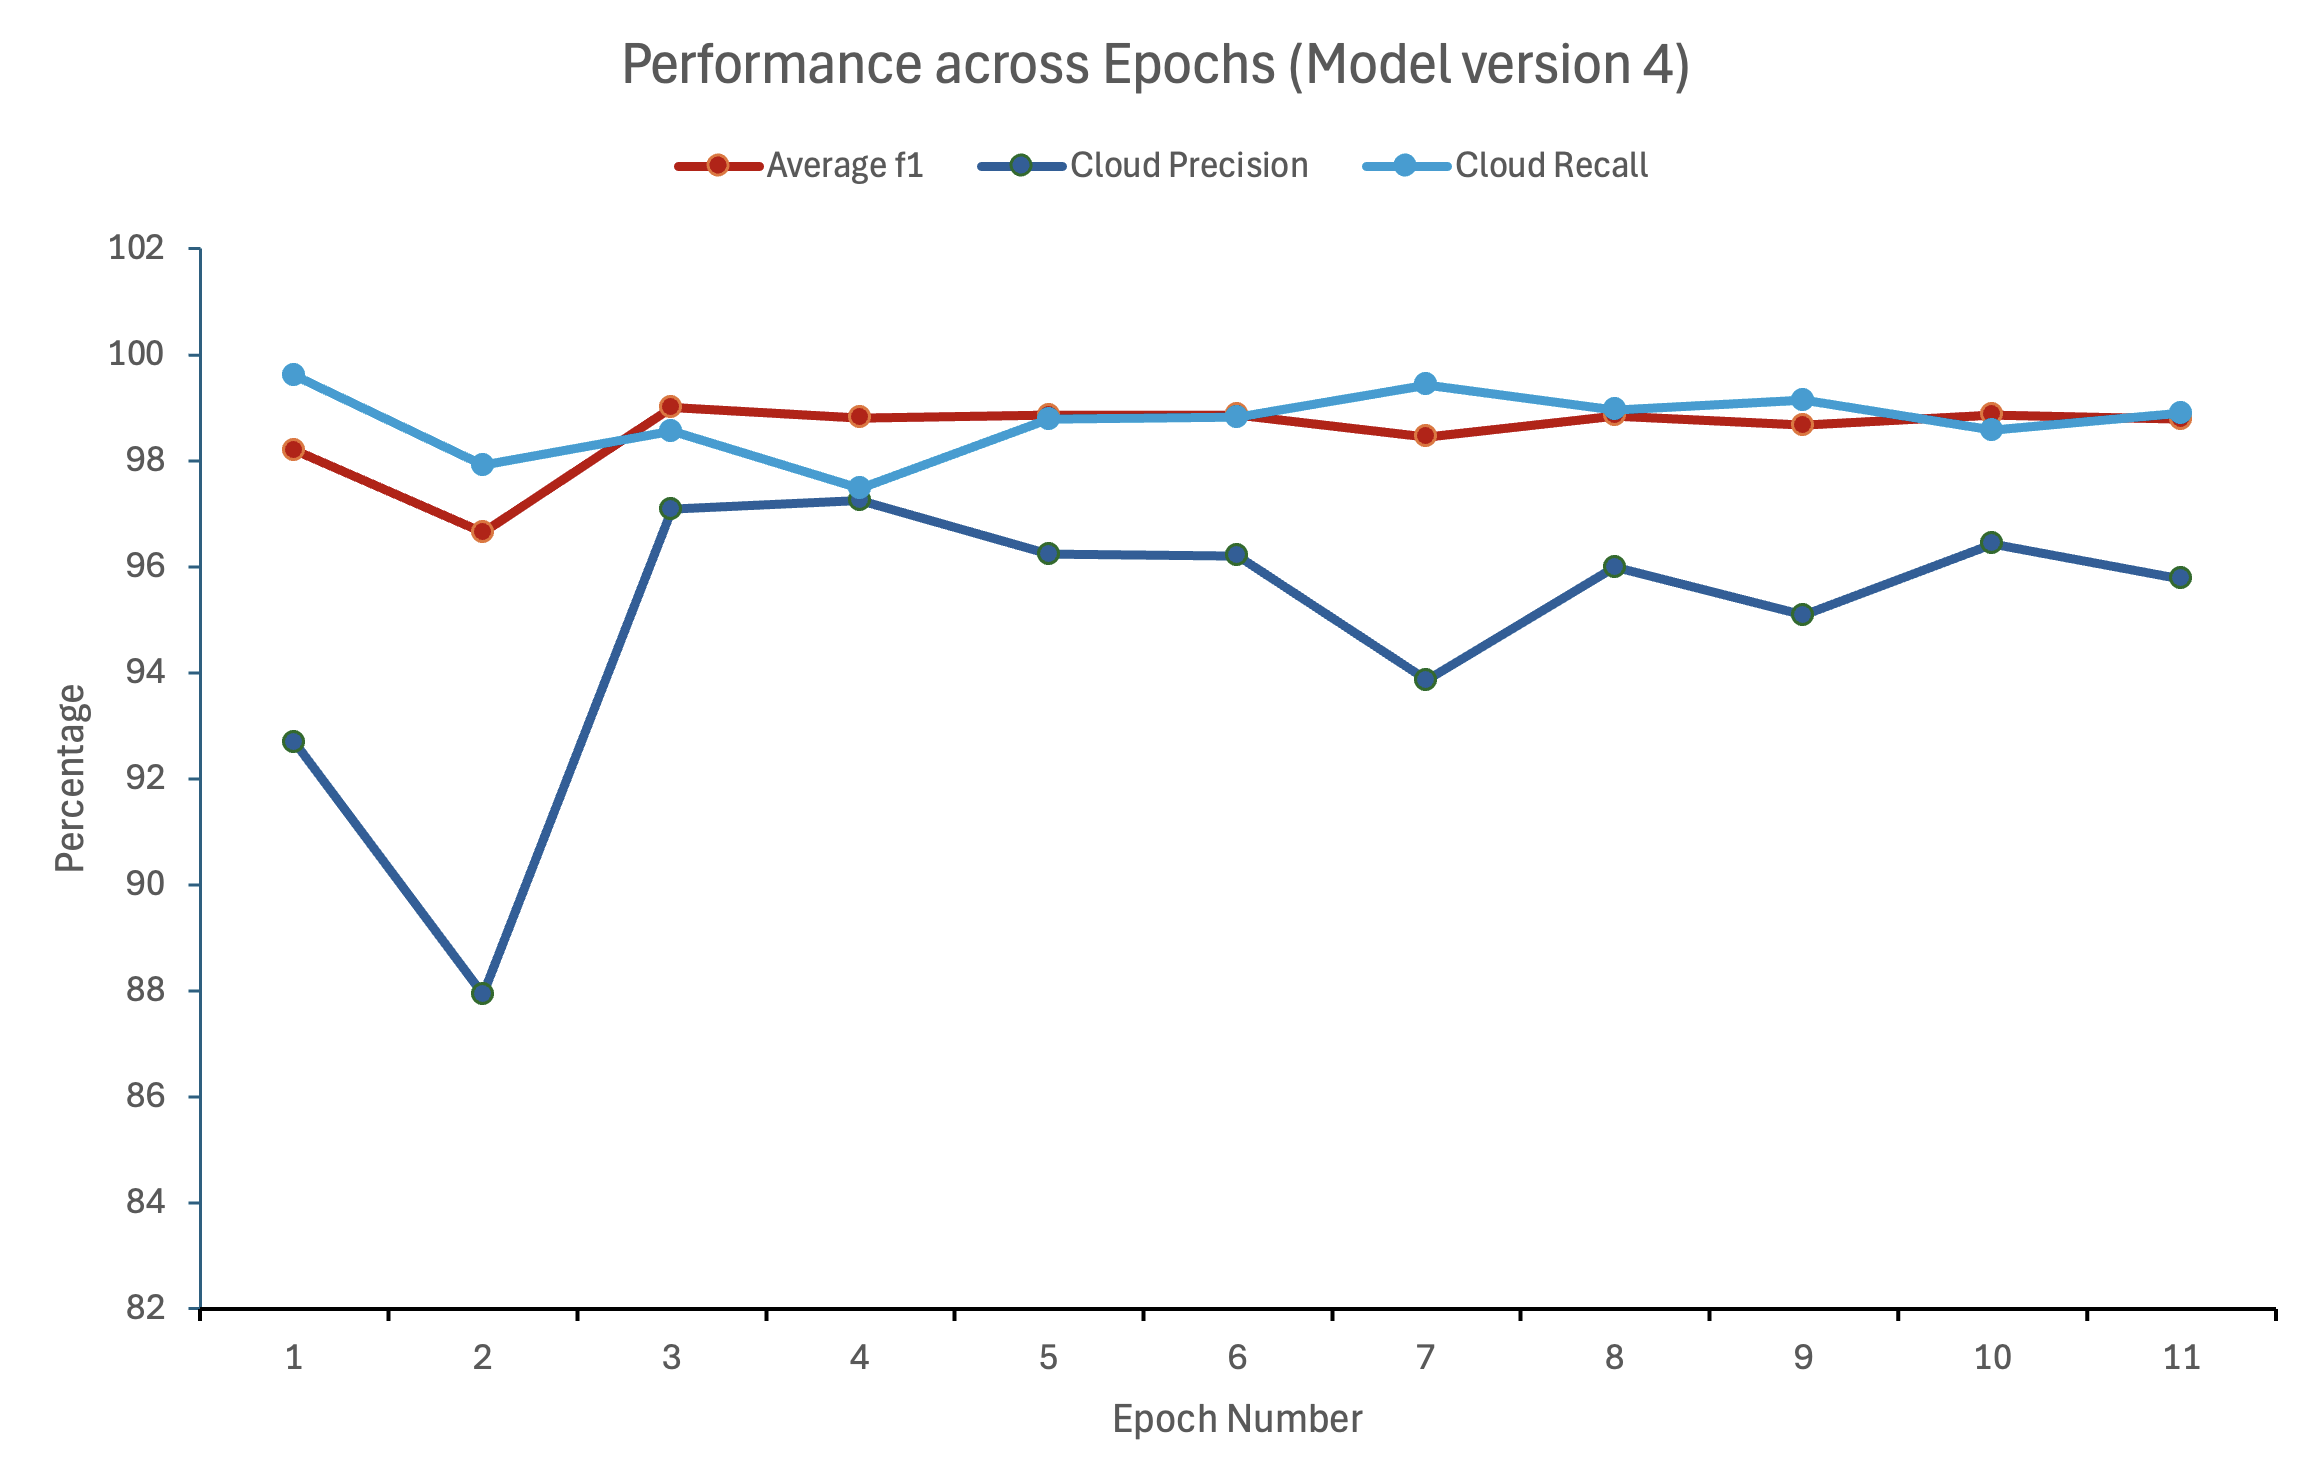 Performance across Epochs (Model version 4)
Average f1 Cloud Precision Cloud Recall
102
100
98
96
94
92
90
88
86
84
82
Percentage
1 2 3 4 5 6 7 8 9 10 11
Epoch Number